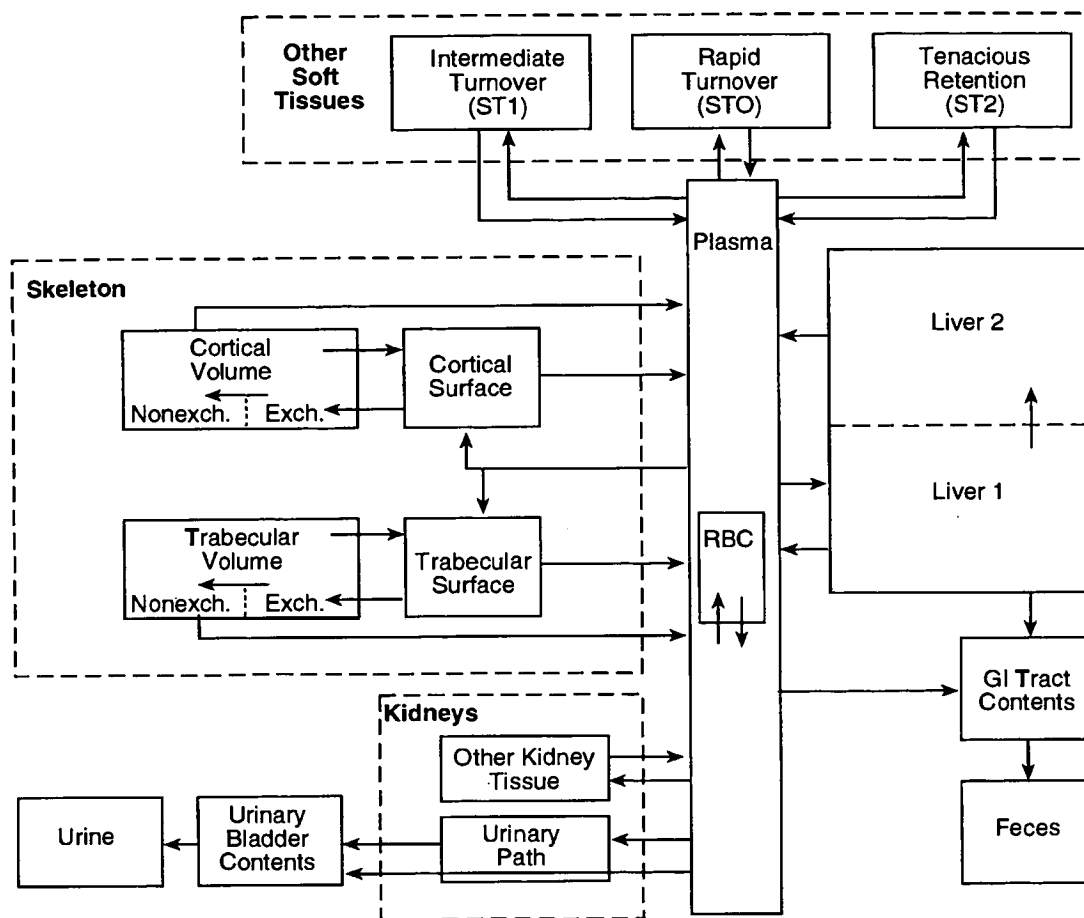 Other
Soft
Tissues
Intermediate
Turnover
(ST1)
Rapid
Turnover
(STO)
Tenacious
Retention
(ST2)
Plasma
Skeleton
Cortical
Volume
Nonexch.
Exch.
Cortical
Surface
Trabecular
Volume
Nonexch.
Exch.
Trabecular
Surface
RBC
Liver 2
Liver 1
GI Tract
Contents
Feces
Kidneys
Other Kidney
Tissue
Urinary
Path
Urinary
Bladder
Contents
Urine